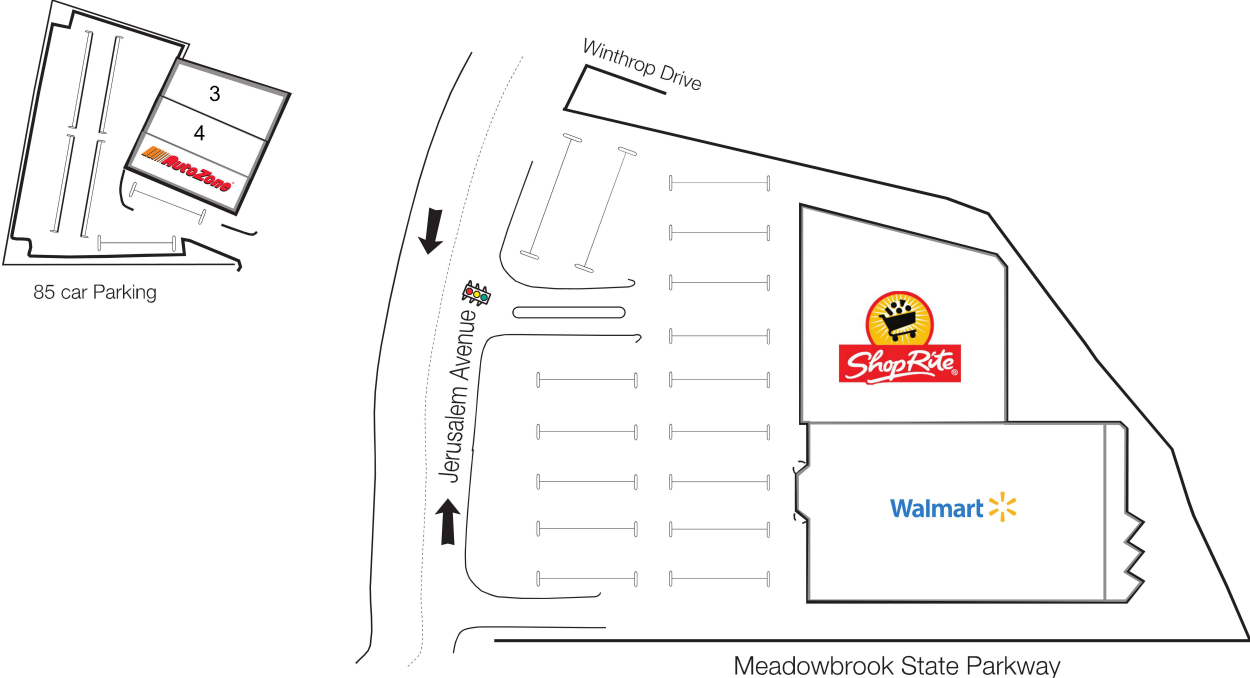 Winthrop Drive
3
4
AutoZone
85 car Parking
Jerusalem Avenue
ShopRite®
Walmart
Meadowbrook State Parkway